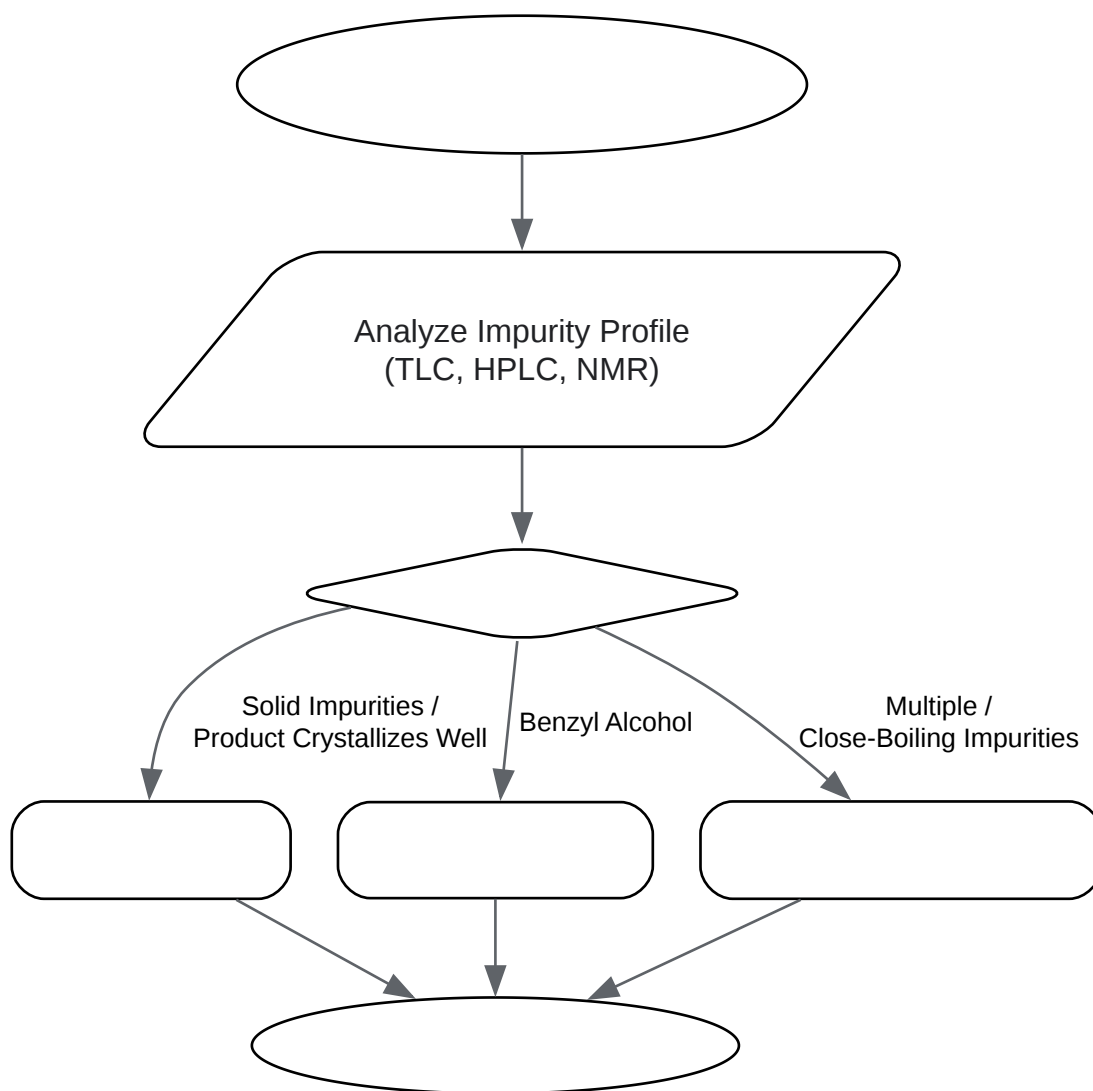 Analyze Impurity Profile
(TLC, HPLC, NMR)
Solid Impurities /
Product Crystallizes Well
Benzyl Alcohol
Multiple /
Close-Boiling Impurities